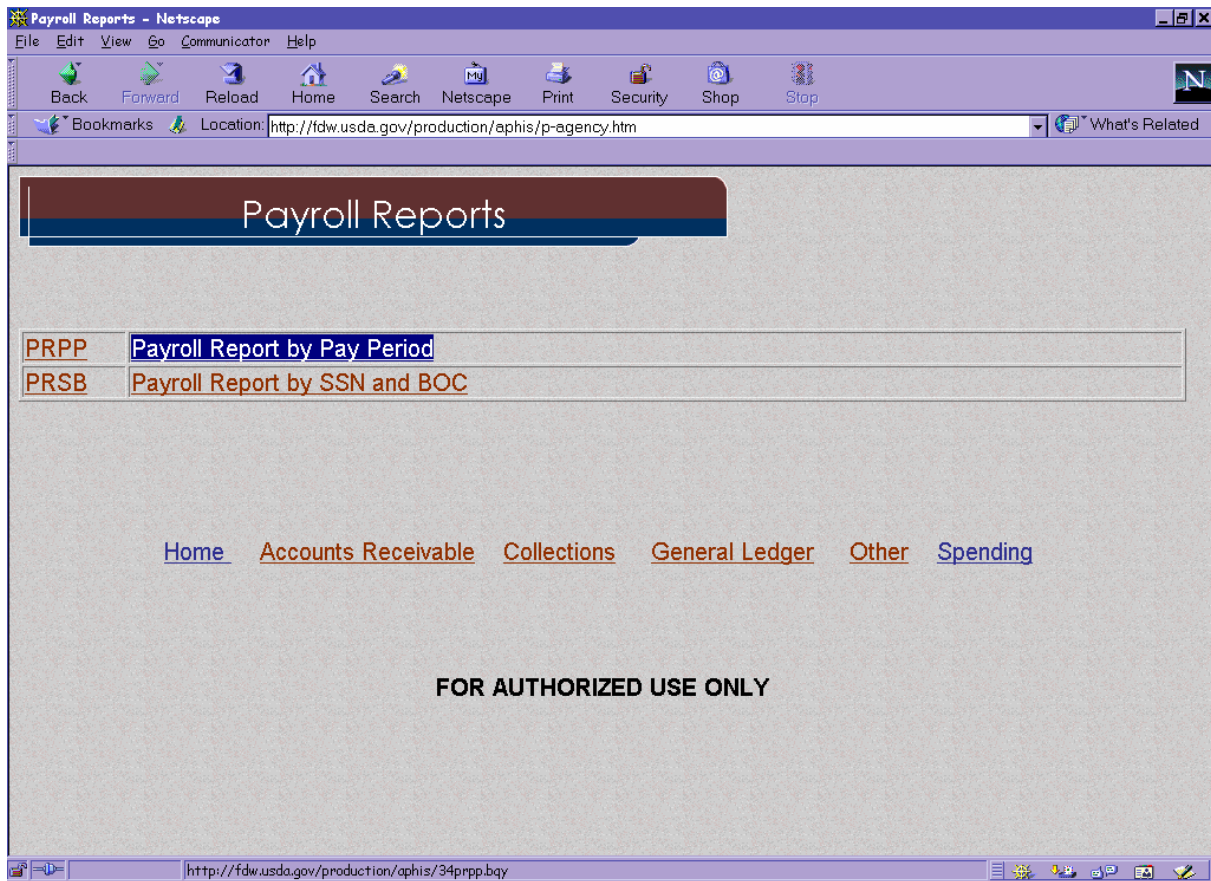 Payroll Reports - Netscape
File Edit View Go Communicator Help
Back Forward Reload Home Search Netscape Print Security Shop Stop
My
N
Bookmarks Location: http://fdw.usda.gov/production/aphis/p-agency.htm What's Related
Payroll Reports
PRPP Payroll Report by Pay Period
PRSB Payroll Report by SSN and BOC
Home Accounts Receivable Collections General Ledger Other Spending
FOR AUTHORIZED USE ONLY
http://fdw.usda.gov/production/aphis/34prpp.bqy